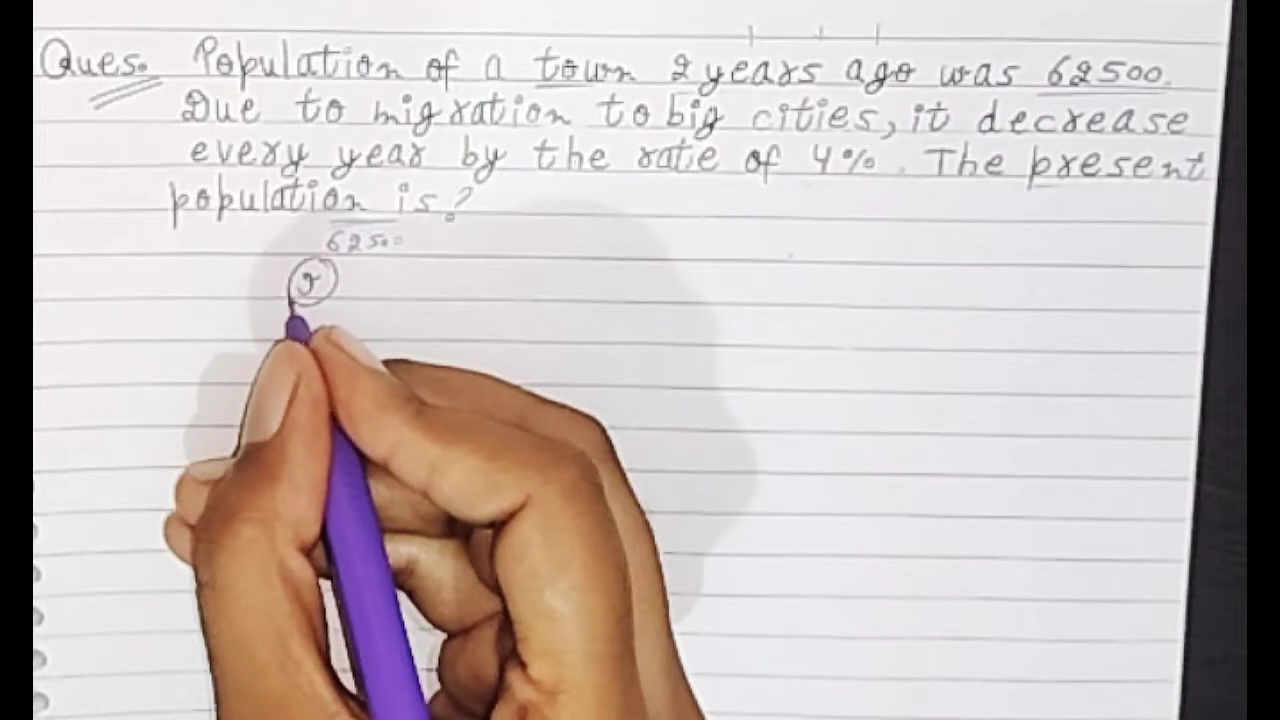 Ques. Population of a town 2 years ago was 62500.
Due to migration to big cities, it decrease
every year by the rate of 4%. The present
population is?
62500